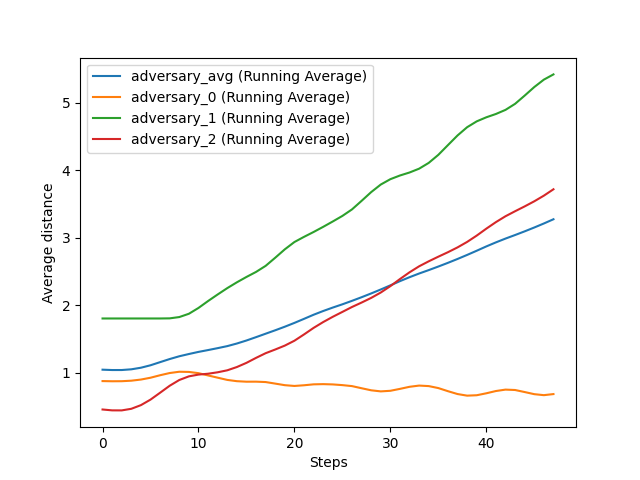 adversary_avg (Running Average)
adversary_0 (Running Average)
adversary_1 (Running Average)
adversary_2 (Running Average)
5
4
3
2
1
Average distance
0 10 20 30 40
Steps